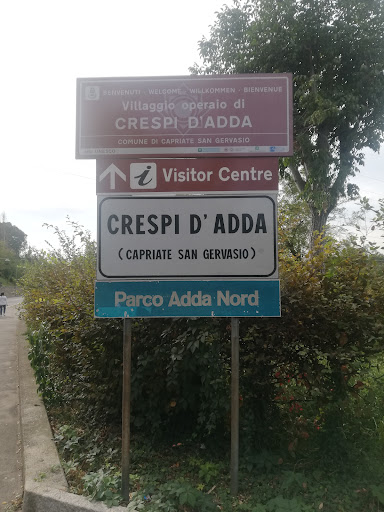 BENVENUTI - WELCOME - WILLKOMMEN - BIENVENUE
Villaggio operaio di
CRESPI D'ADDA
COMUNE DI CAPRIATE SAN GERVASIO
i Visitor Centre
CRESPI D'ADDA
(CAPRIATE SAN GERVASIO)
Parco Adda Nord